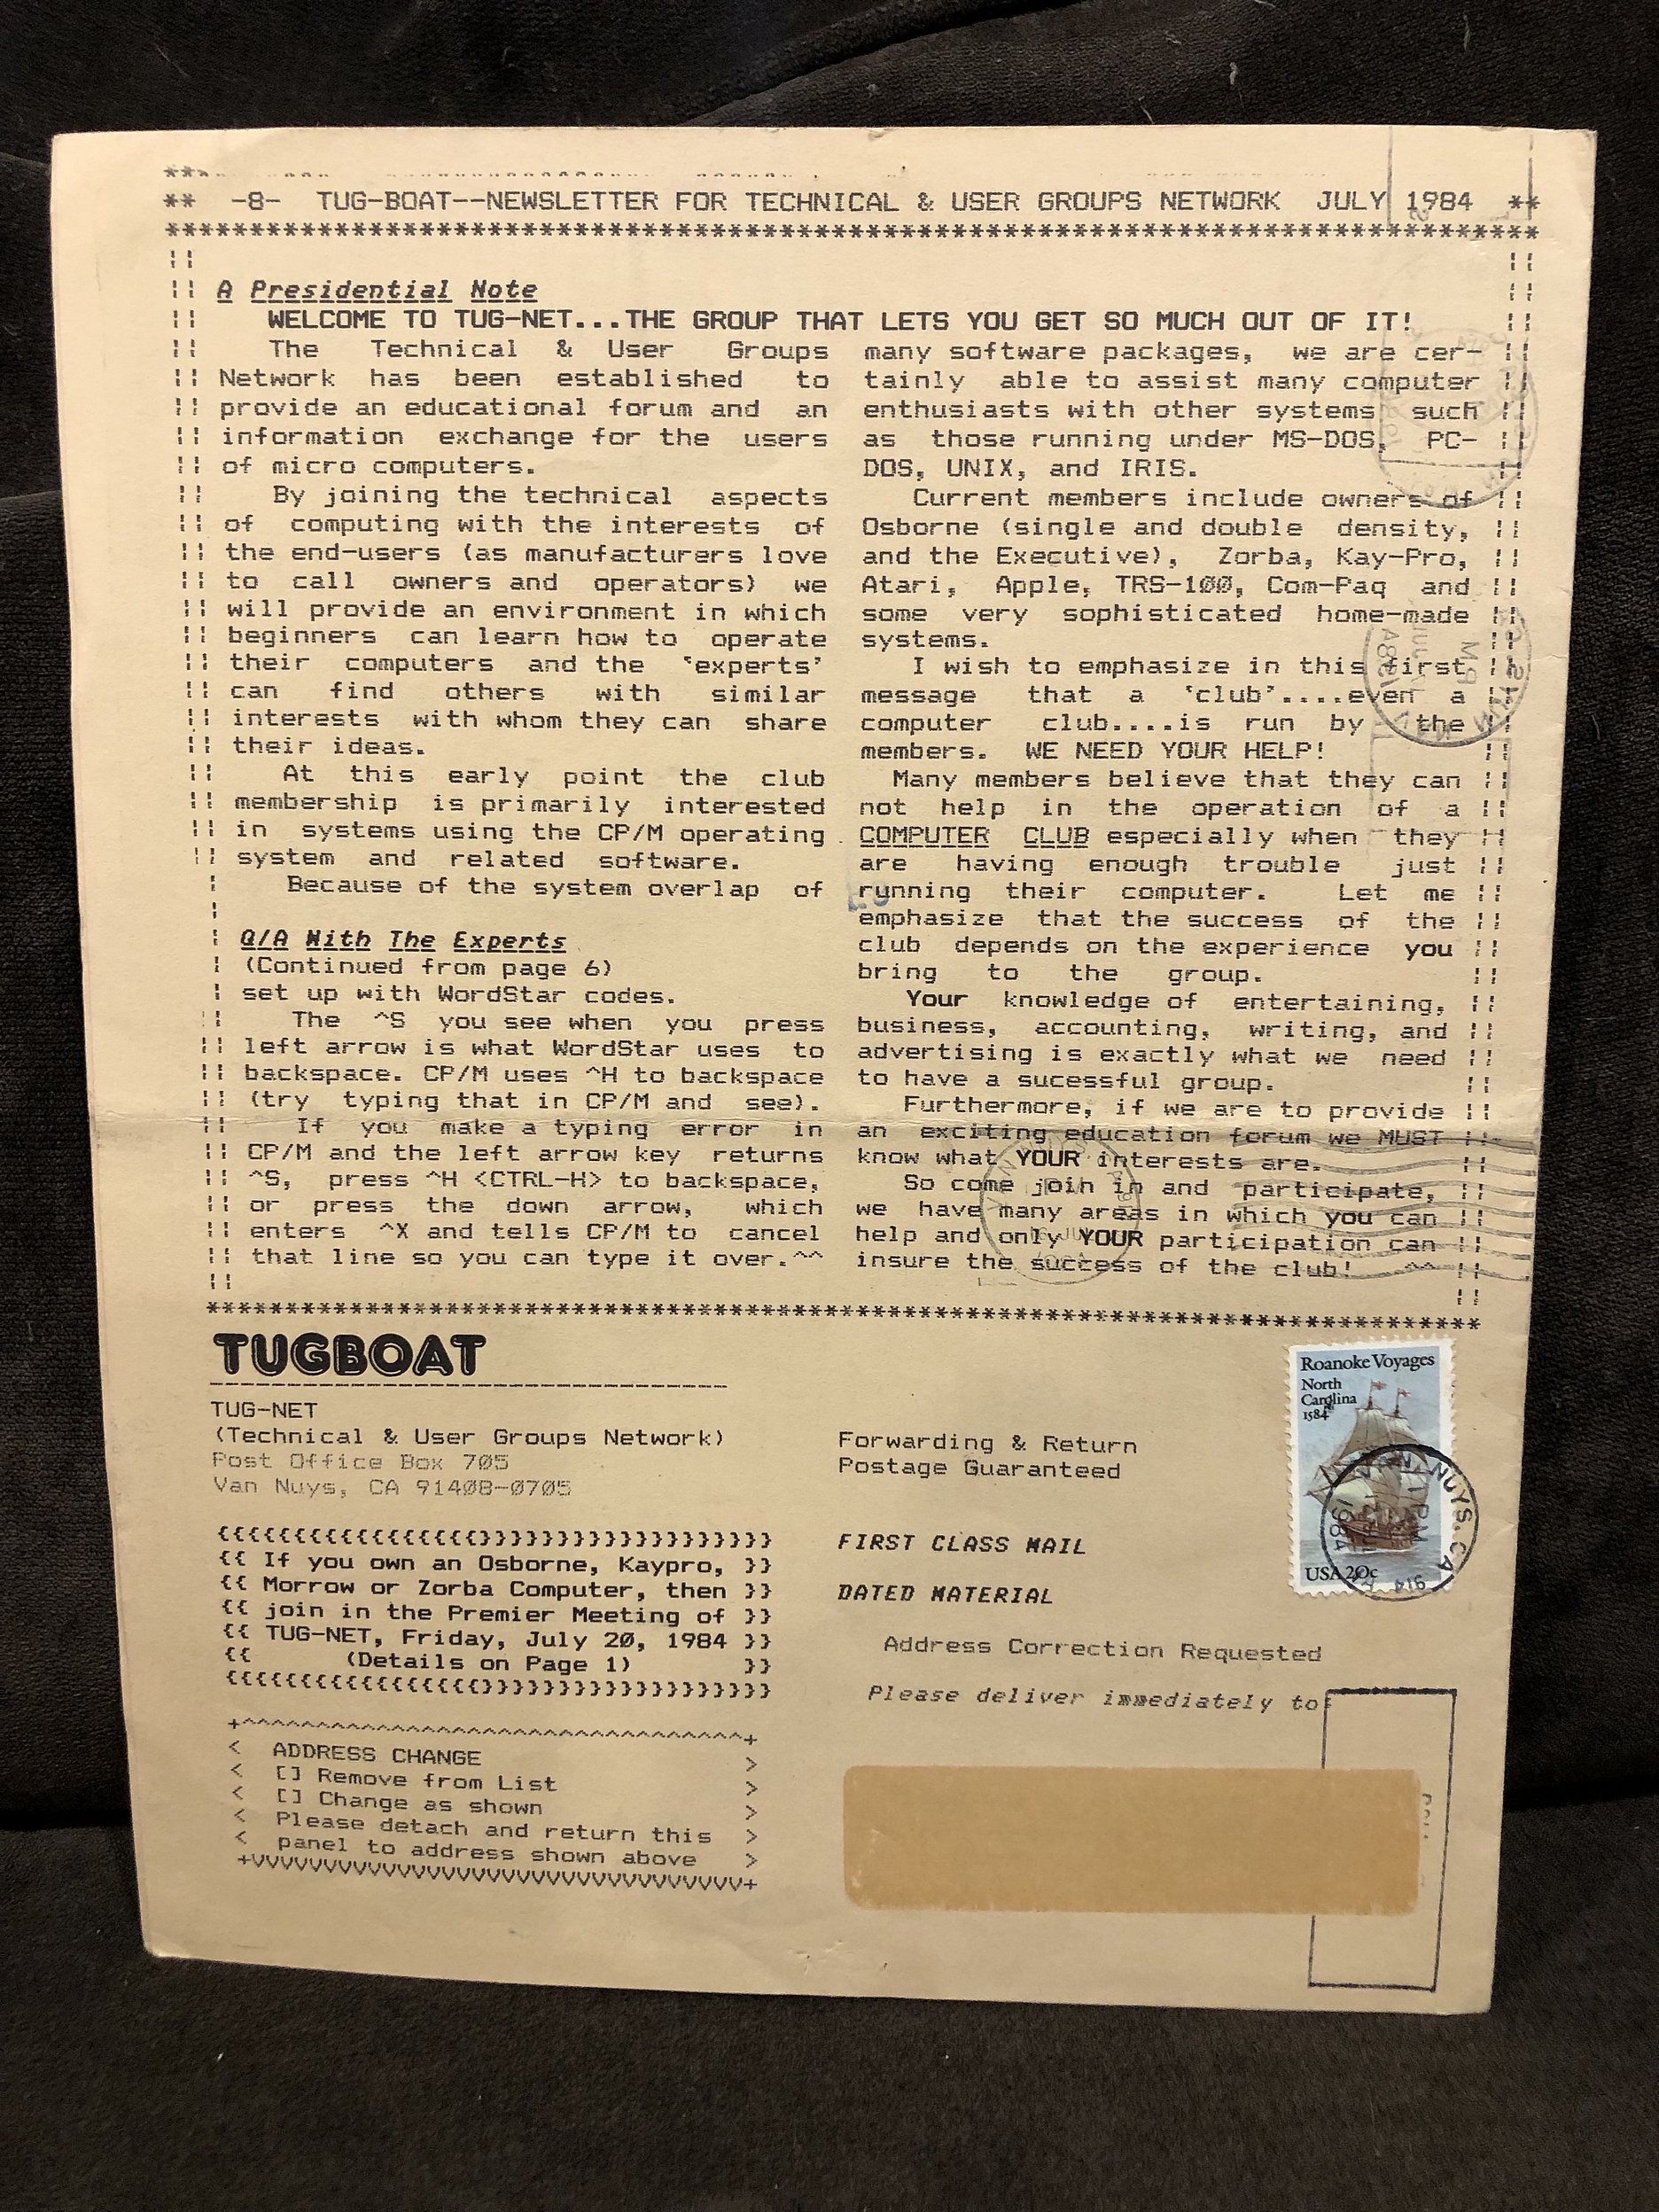 ** -8- TUG-BOAT--NEWSLETTER FOR TECHNICAL & USER GROUPS NETWORK JULY 1984 **
A Presidential Note
WELCOME TO TUG-NET...THE GROUP THAT LETS YOU GET SO MUCH OUT OF IT!
The Technical & User Groups
Network has been established to
provide an educational forum and an
information exchange for the users
of micro computers.
By joining the technical aspects
of computing with the interests of
the end-users (as manufacturers love
to call owners and operators) we
will provide an environment in which
beginners can learn how to operate
their computers and the 'experts'
can find others with similar
interests with whom they can share
their ideas.
At this early point the club
membership is primarily interested
in systems using the CP/M operating
system and related software.
Because of the system overlap of
many software packages, we are cer-
tainly able to assist many computer
enthusiasts with other systems such
as those running under MS-DOS, PC-
DOS, UNIX, and IRIS.
Current members include owners of
Osborne (single and double density,
and the Executive), Zorba, Kay-Pro,
Atari, Apple, TRS-100, Com-Paq and
some very sophisticated home-made
systems.
I wish to emphasize in this first
message that a 'club'....even a
computer club....is run by the
members. WE NEED YOUR HELP!
Many members believe that they can
not help in the operation of a
COMPUTER CLUB especially when they
are having enough trouble just
running their computer. Let me
emphasize that the success of the
club depends on the experience you
bring to the group.
Your knowledge of entertaining,
business, accounting, writing, and
advertising is exactly what we need
to have a sucessful group.
Furthermore, if we are to provide
an exciting education forum we MUST
know what YOUR interests are.
So come join in and participate,
we have many areas in which you can
help and only YOUR participation can
insure the success of the club! ^^
Q/A With The Experts
(Continued from page 6)
set up with WordStar codes.
The ^S you see when you press
left arrow is what WordStar uses to
backspace. CP/M uses ^H to backspace
(try typing that in CP/M and see).
If you make a typing error in
CP/M and the left arrow key returns
^S, press ^H <CTRL-H> to backspace,
or press the down arrow, which
enters ^X and tells CP/M to cancel
that line so you can type it over.^^
TUGBOAT
TUG-NET
(Technical & User Groups Network)
Post Office Box 705
Van Nuys, CA 91408-0705
{{ If you own an Osborne, Kaypro, }}
{{ Morrow or Zorba Computer, then }}
{{ join in the Premier Meeting of }}
{{ TUG-NET, Friday, July 20, 1984 }}
{{ (Details on Page 1) }}
< ADDRESS CHANGE >
< [] Remove from List >
< [] Change as shown >
< Please detach and return this >
< panel to address shown above >
Forwarding & Return
Postage Guaranteed
FIRST CLASS MAIL
DATED MATERIAL
Address Correction Requested
Please deliver immediately to:
Roanoke Voyages
North
Carolina
1584
USA 20c
NUYS, CA
PM
1984
914